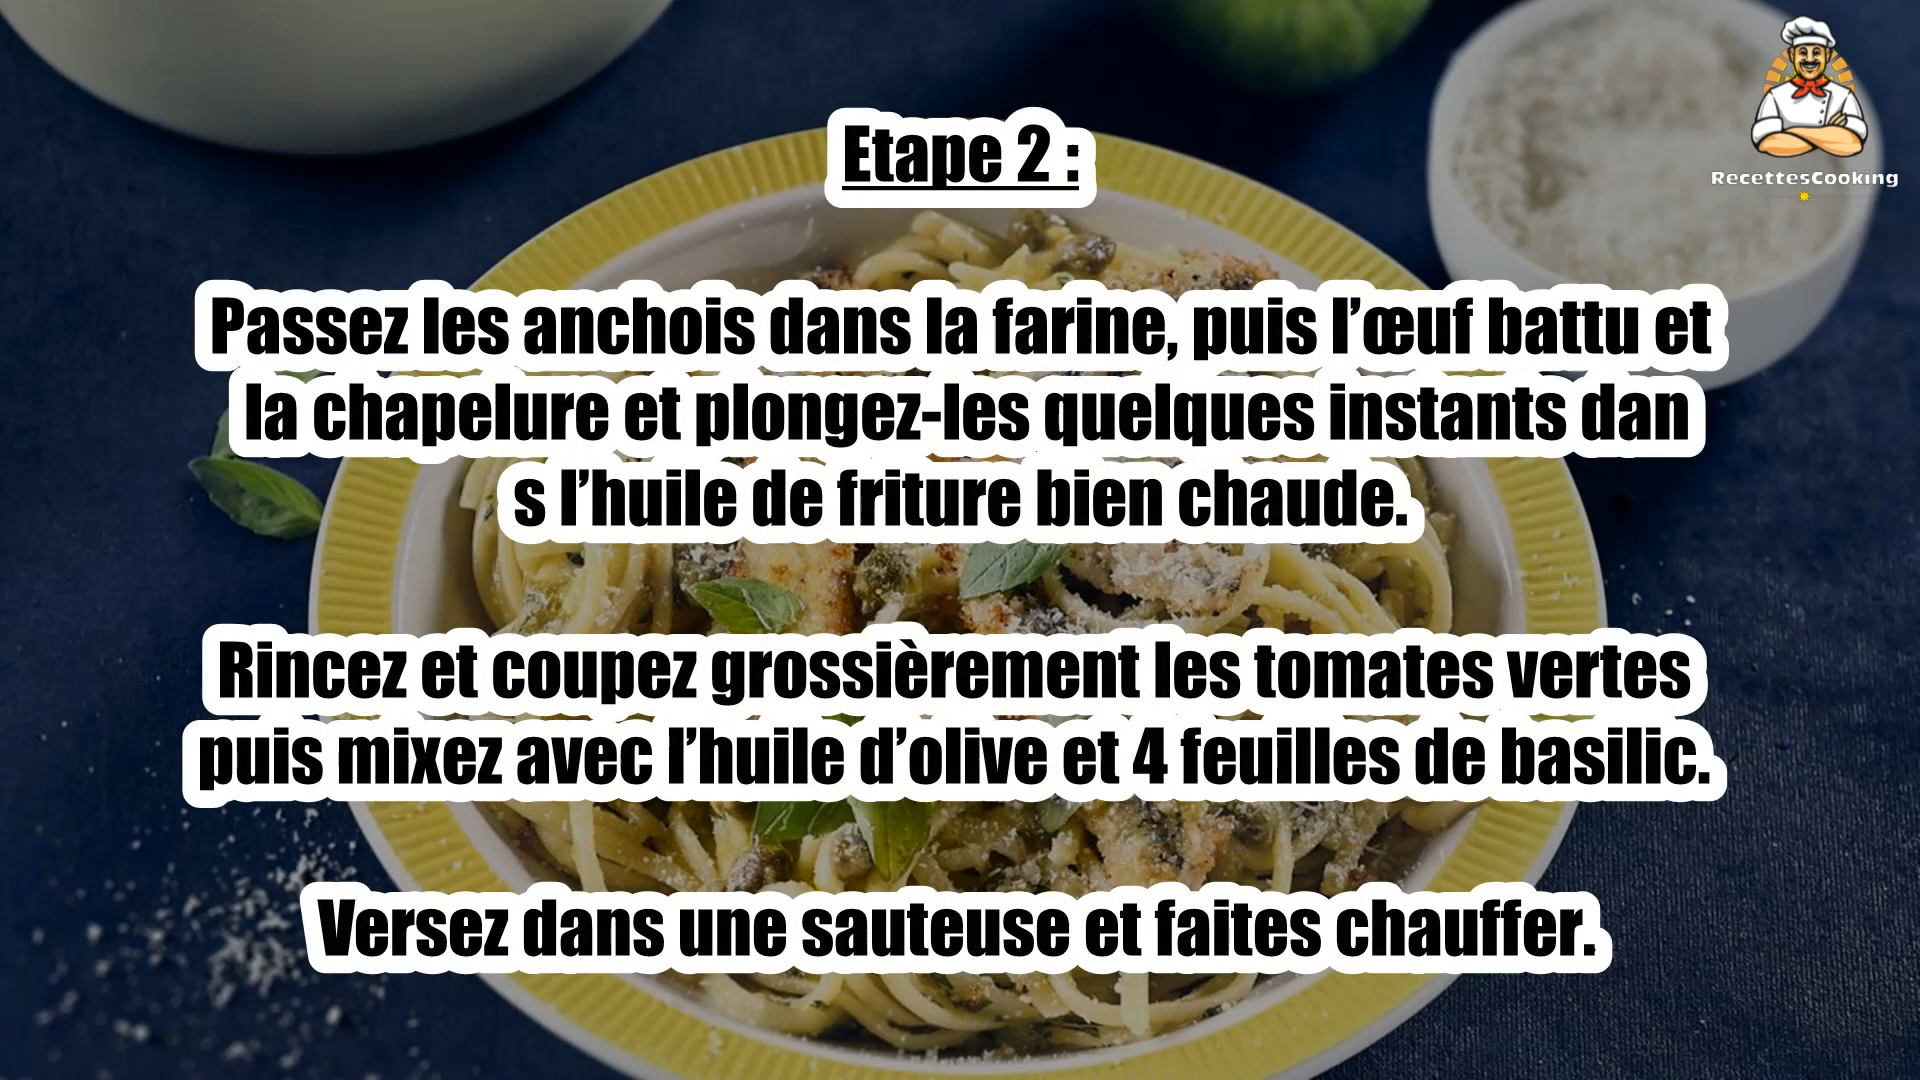 Etape 2 :
RecettesCooking
Passez les anchois dans la farine, puis l’œuf battu et
la chapelure et plongez-les quelques instants dan
s l’huile de friture bien chaude.
Rincez et coupez grossièrement les tomates vertes
puis mixez avec l’huile d’olive et 4 feuilles de basilic.
Versez dans une sauteuse et faites chauffer.